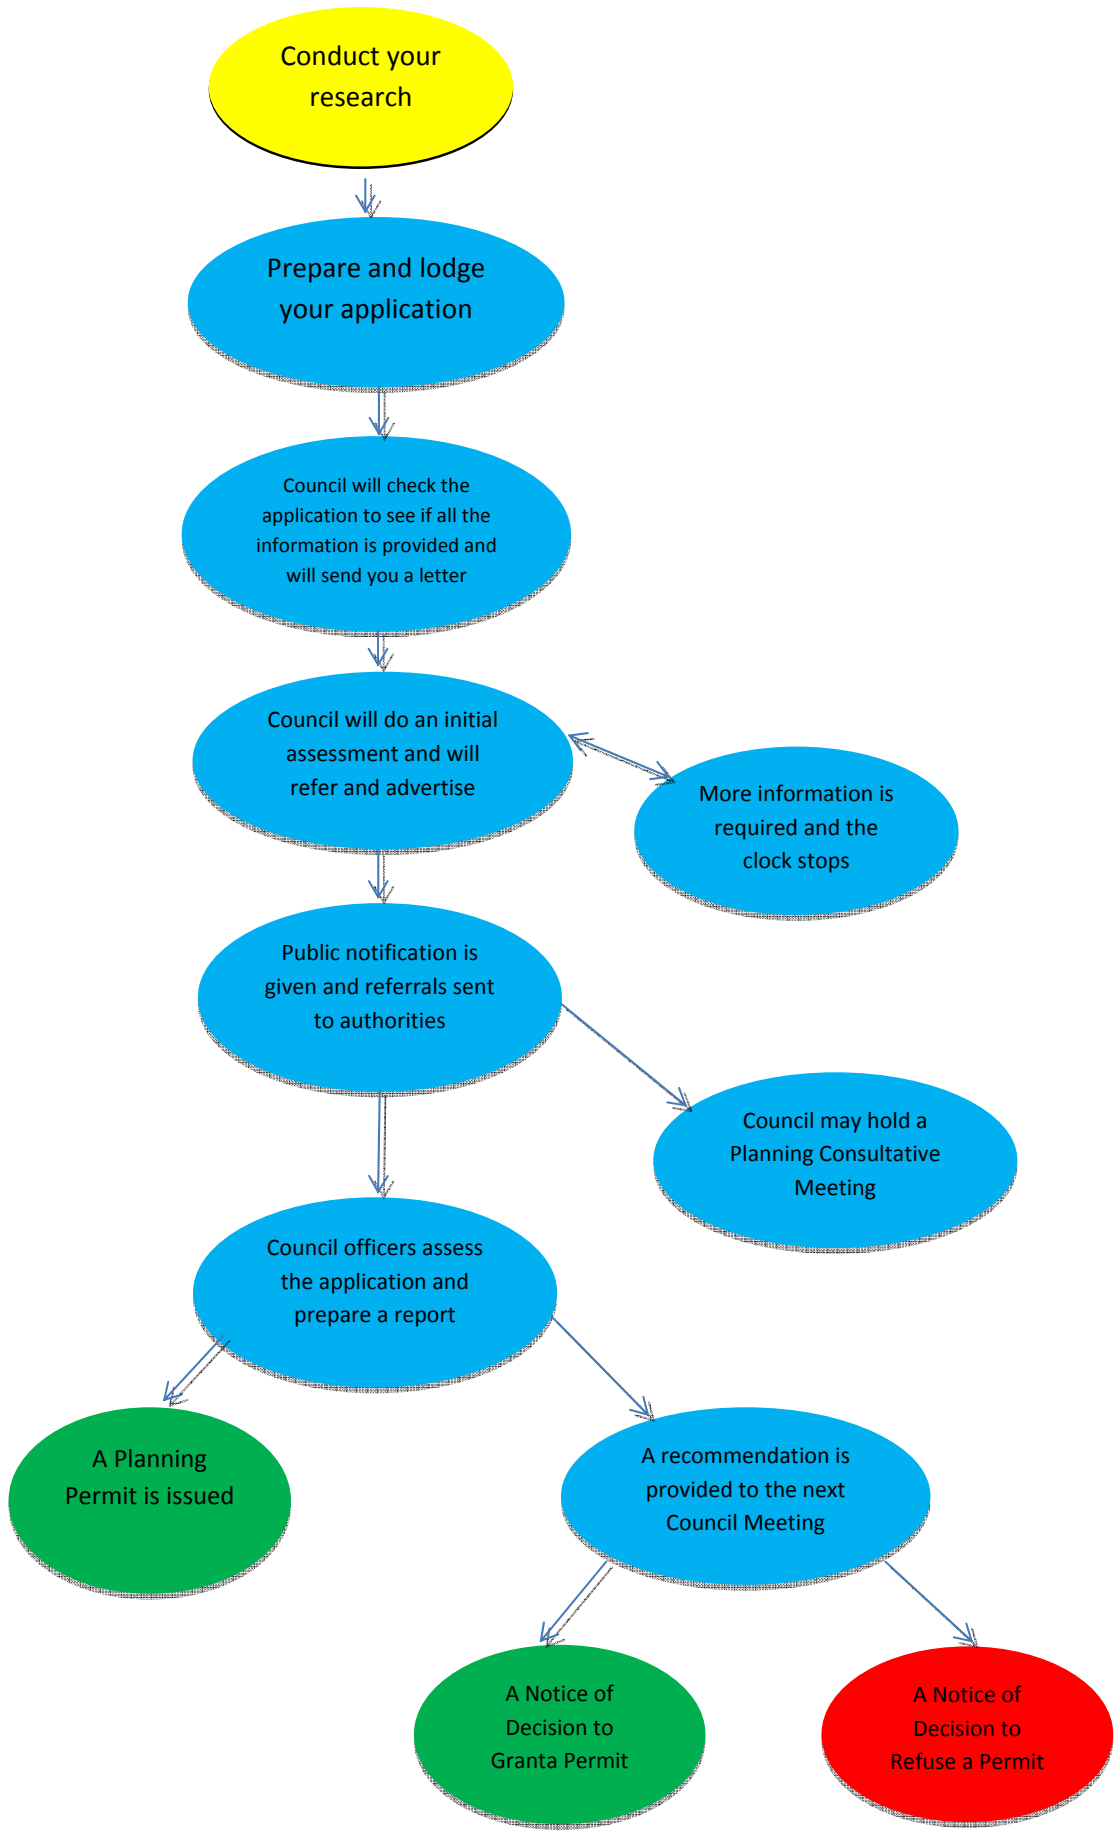 Conduct your
research
Prepare and lodge
your application
Council will check the
application to see if all the
information is provided and
will send you a letter
Council will do an initial
assessment and will
refer and advertise
More information is
required and the
clock stops
Public notification is
given and referrals sent
to authorities
Council may hold a
Planning Consultative
Meeting
Council officers assess
the application and
prepare a report
A Planning
Permit is issued
A recommendation is
provided to the next
Council Meeting
A Notice of
Decision to
Granta Permit
A Notice of
Decision to
Refuse a Permit